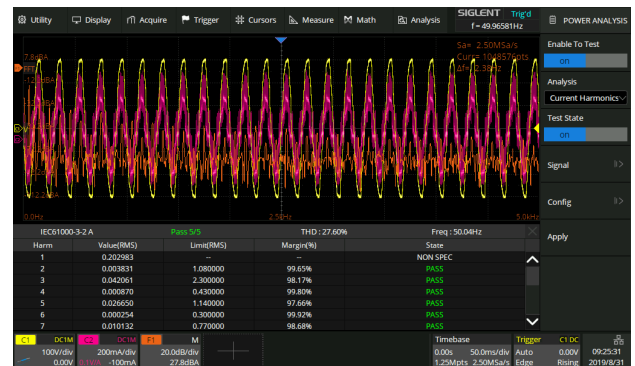 Utility Display Acquire Trigger Cursors Measure Math Analysis SIGLENT Trig'd
f = 49.96581Hz
POWER ANALYSIS
Sa= 2.50MSa/s
7.8dBA
FFT
0.0Hz
5.0kHz
Enable To Test
on
Analysis
Current Harmonics
Test State
on
Signal
Config
Apply
IEC61000-3-2 A Pass 5/5 THD : 27.60% Freq : 50.04Hz
Harm Value(RMS) Limit(RMS) Margin(%) State
1 0.202983 -- -- NON SPEC
2 0.003831 1.080000 99.65% PASS
3 0.042061 2.300000 98.17% PASS
4 0.000870 0.430000 99.80% PASS
5 0.026650 1.140000 97.66% PASS
6 0.000254 0.300000 99.92% PASS
7 0.010132 0.770000 98.68% PASS
C1 DC1M C2 DC1M F1 M Timebase Trigger C1 DC
100V/div 200mA/div 20.0dB/div 0.00s 50.0ms/div Auto 0.00V 09:25:31
0.00V -100mA 27.8dBA 1.25Mpts 2.50MSa/s Edge Rising 2019/8/31